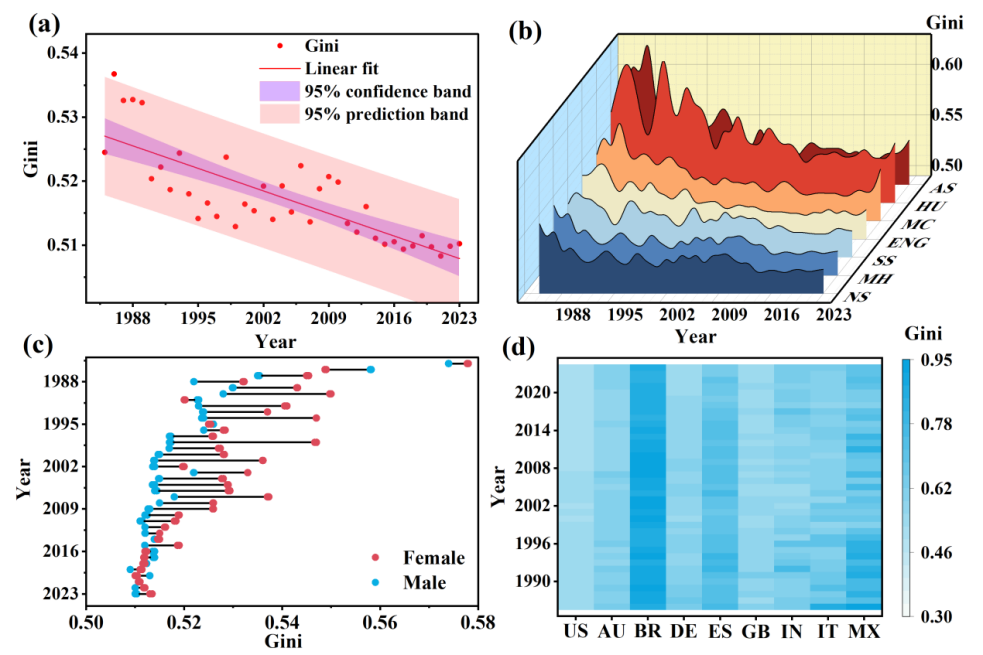 (a)
0.54
0.53
0.52
0.51
Gini
Gini
Linear fit
95% confidence band
95% prediction band
1988
1995
2002
2009
2016
2023
Year
(b)
Gini
0.60
0.55
0.50
AS
HU
MC
ENG
SS
MH
NS
1988
1995
2002
2009
2016
2023
Year
(c)
1988
1995
2002
2009
2016
2023
Year
Female
Male
0.50
0.52
0.54
0.56
0.58
Gini
(d)
2020
2014
2008
2002
1996
1990
Year
US AU BR DE ES GB IN IT MX
Gini
0.95
0.78
0.62
0.46
0.30